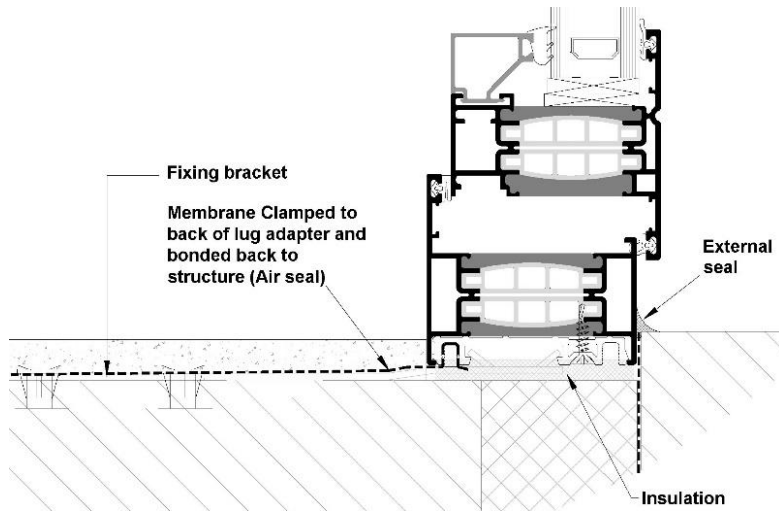 Fixing bracket
Membrane Clamped to
back of lug adapter and
bonded back to
structure (Air seal)
External
seal
Insulation